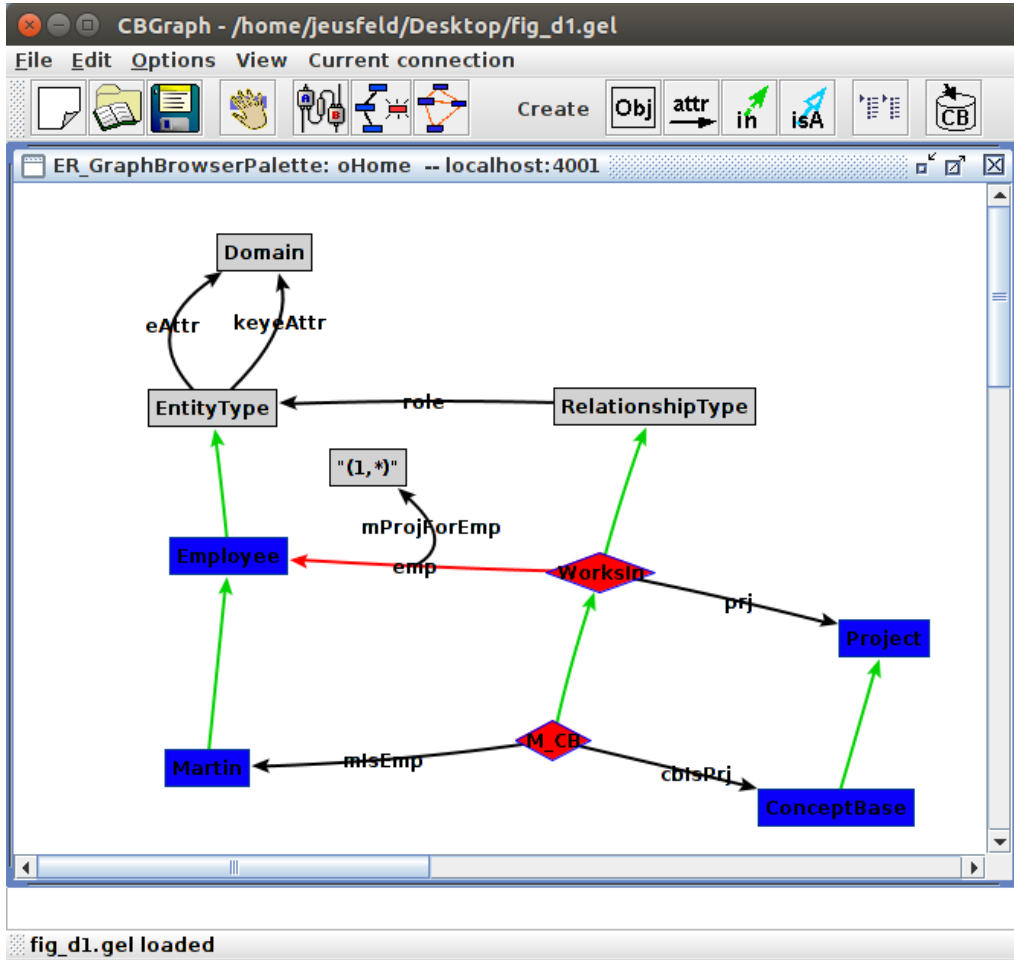 CBGraph - /home/jeusfeld/Desktop/fig_d1.gel
File Edit Options View Current connection
A B Create Obj attr in isA CB
ER_GraphBrowserPalette: oHome -- localhost:4001
Domain
eAttr keyeAttr
EntityType role RelationshipType
"(1,*)"
mProjForEmp
Employee emp WorksIn
prj
Project
M_CB
Martin mIsEmp cbIsPrj
ConceptBase
fig_d1.gel loaded